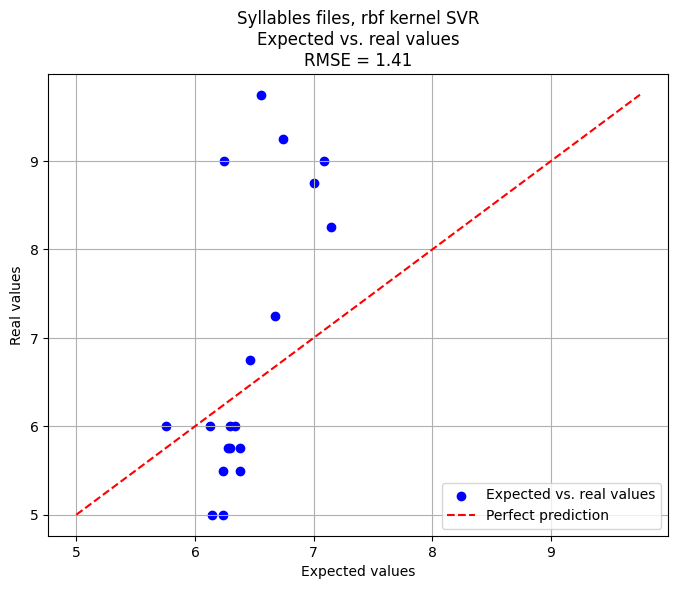 Syllables files, rbf kernel SVR
Expected vs. real values
RMSE = 1.41
Real values
9
8
7
6
5
5 6 7 8 9
Expected values
Expected vs. real values
Perfect prediction